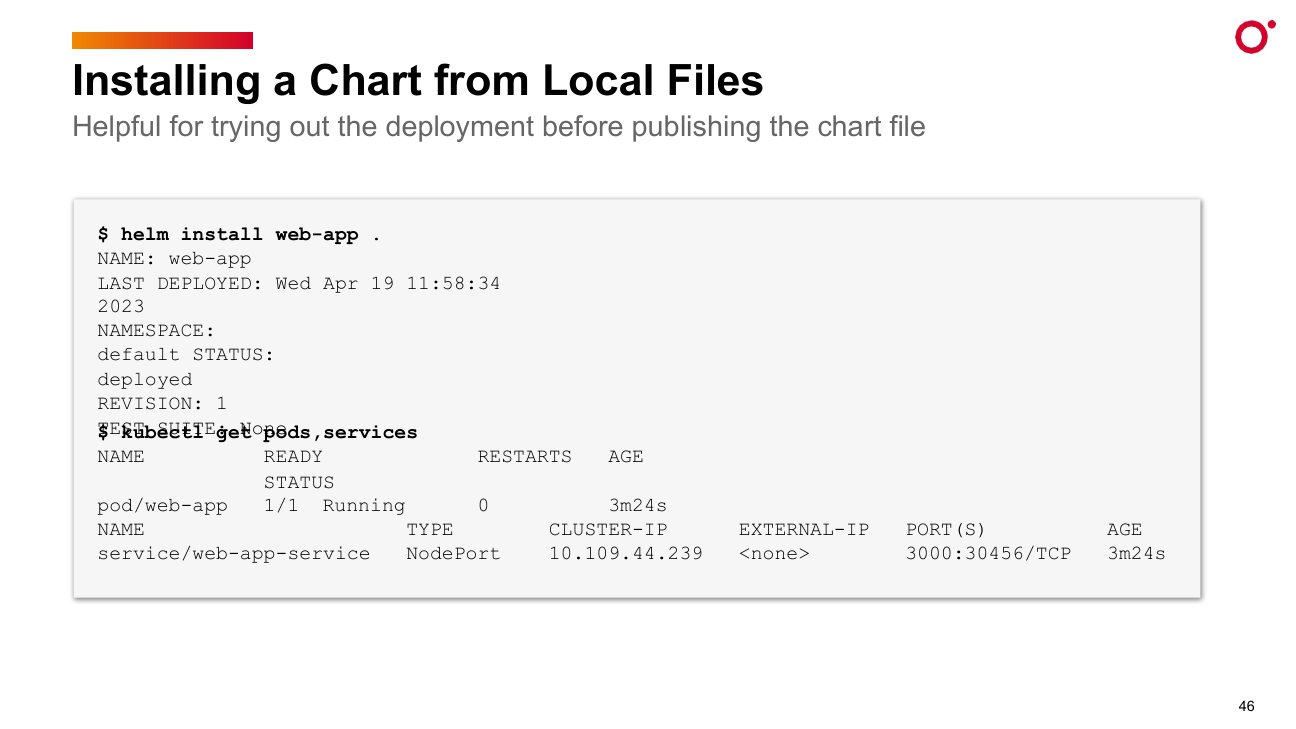 Installing a Chart from Local Files
Helpful for trying out the deployment before publishing the chart file
$ helm install web-app .
NAME: web-app
LAST DEPLOYED: Wed Apr 19 11:58:34
2023
NAMESPACE:
default STATUS:
deployed
REVISION: 1
TEST SUITE: None
$ kubectl get pods,services
NAME READY RESTARTS AGE
STATUS
pod/web-app 1/1 Running 0 3m24s
NAME TYPE CLUSTER-IP EXTERNAL-IP PORT(S) AGE
service/web-app-service NodePort 10.109.44.239 <none> 3000:30456/TCP 3m24s
46